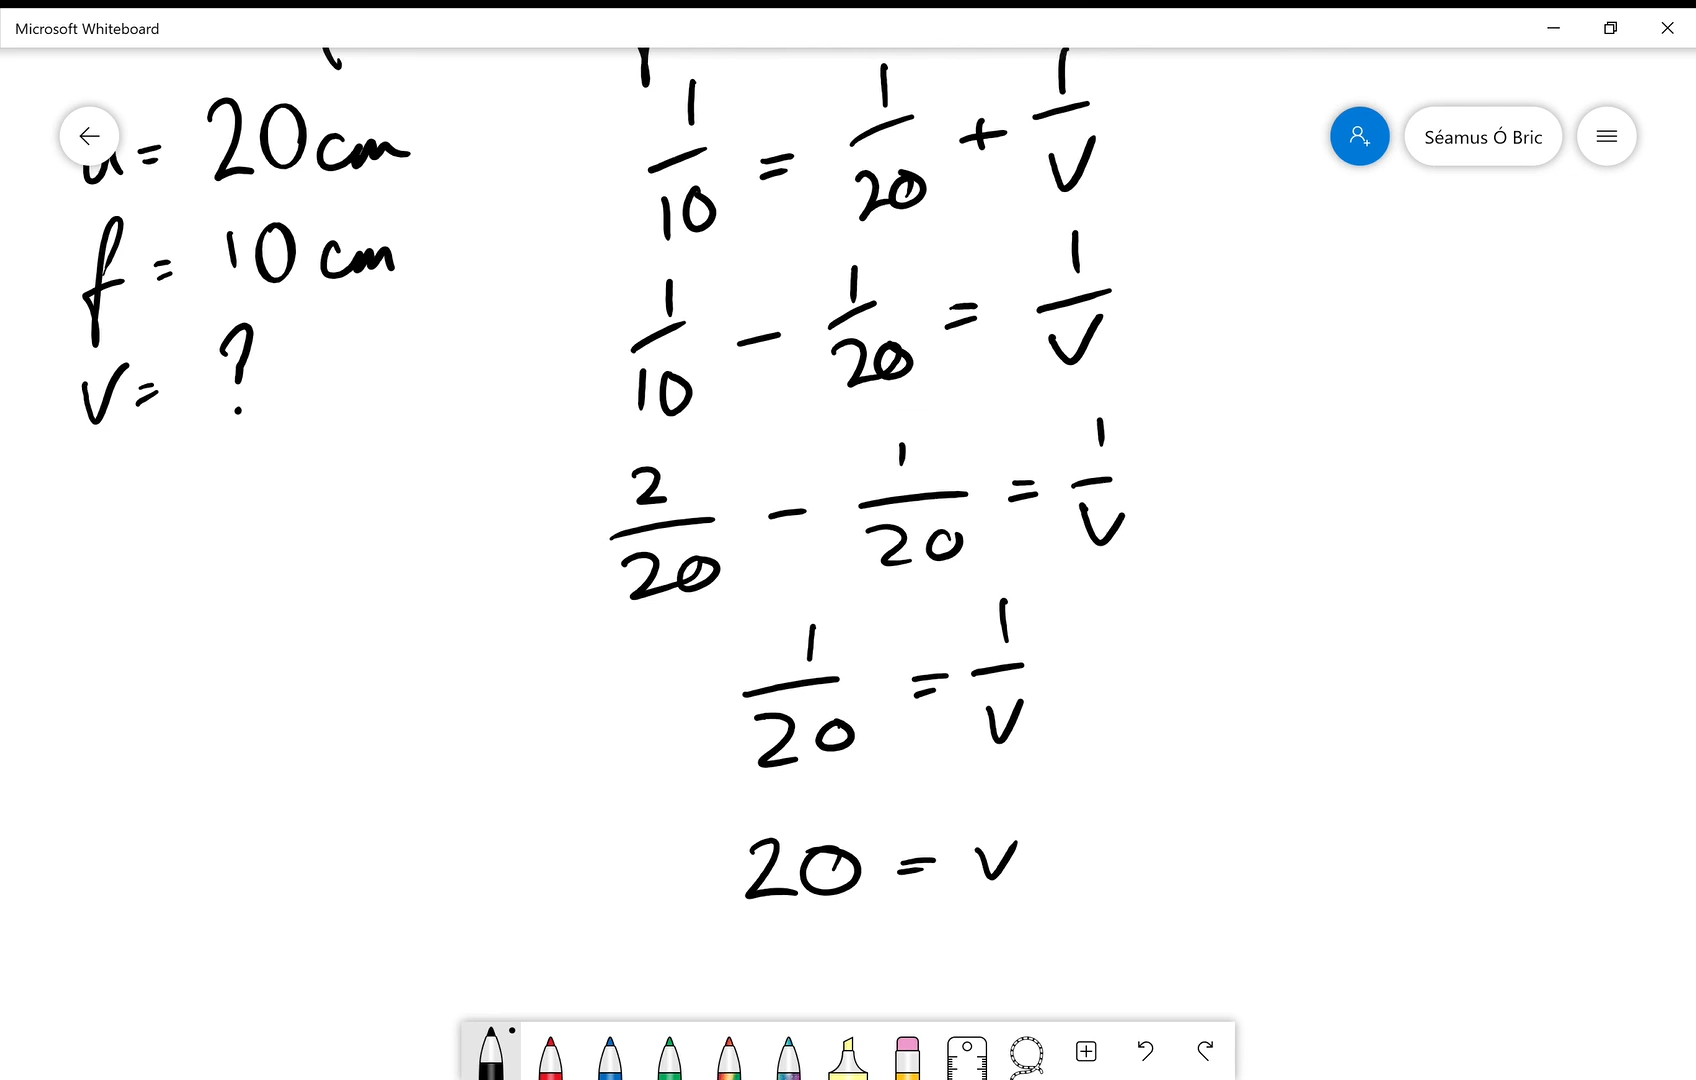 Microsoft Whiteboard
Séamus Ó Bric
u = 20cm
f = 10 cm
v = ?
1/10 = 1/20 + 1/v
1/10 - 1/20 = 1/v
2/20 - 1/20 = 1/v
1/20 = 1/v
20 = v